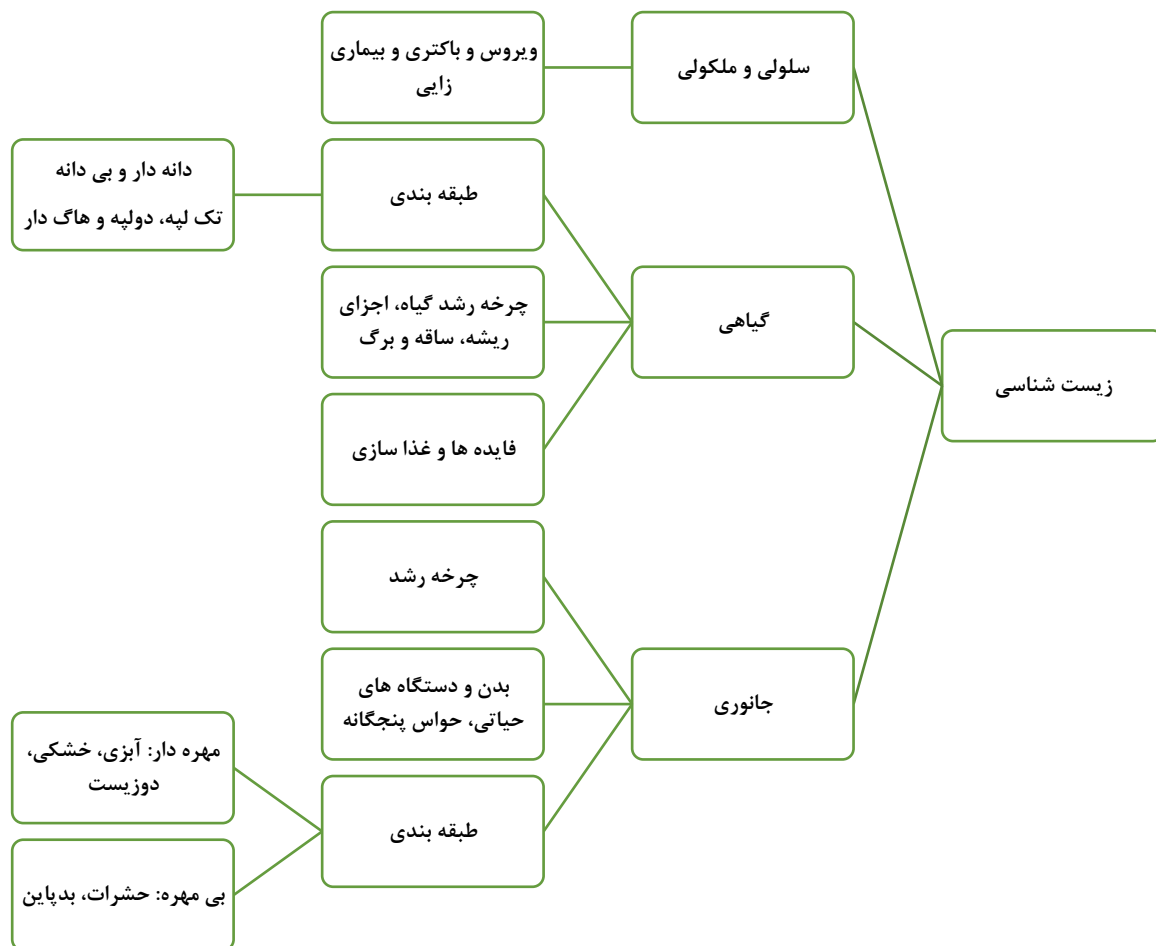 زیست شناسی
سلولی و ملکولی
ویروس و باکتری و بیماری
زایی
گیاهی
طبقه بندی
دانه دار و بی دانه
تک لپه، دولپه و هاگ دار
چرخه رشد گیاه، اجزای
ریشه، ساقه و برگ
فایده ها و غذا سازی
جانوری
چرخه رشد
بدن و دستگاه های
حیاتی، حواس پنجگانه
طبقه بندی
مهره دار: آبزی، خشکی،
دوزیست
بی مهره: حشرات، بدپاین